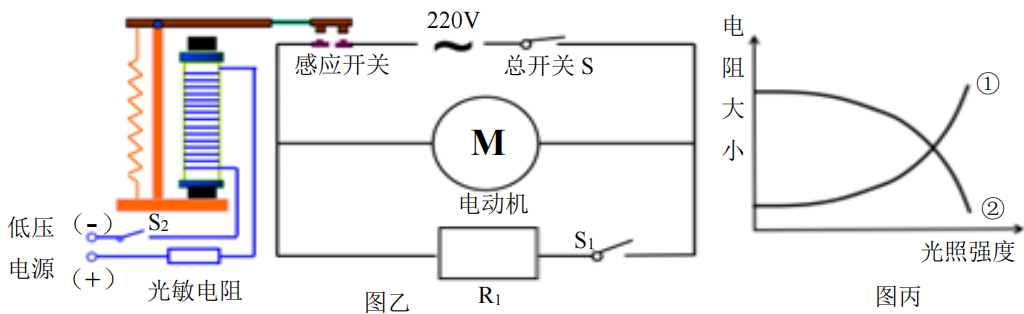 220V
感应开关
总开关 S
M
电动机
低压
(-)
S2
电源
(+)
光敏电阻
S1
R1
图乙
电阻大小
①
②
光照强度
图丙